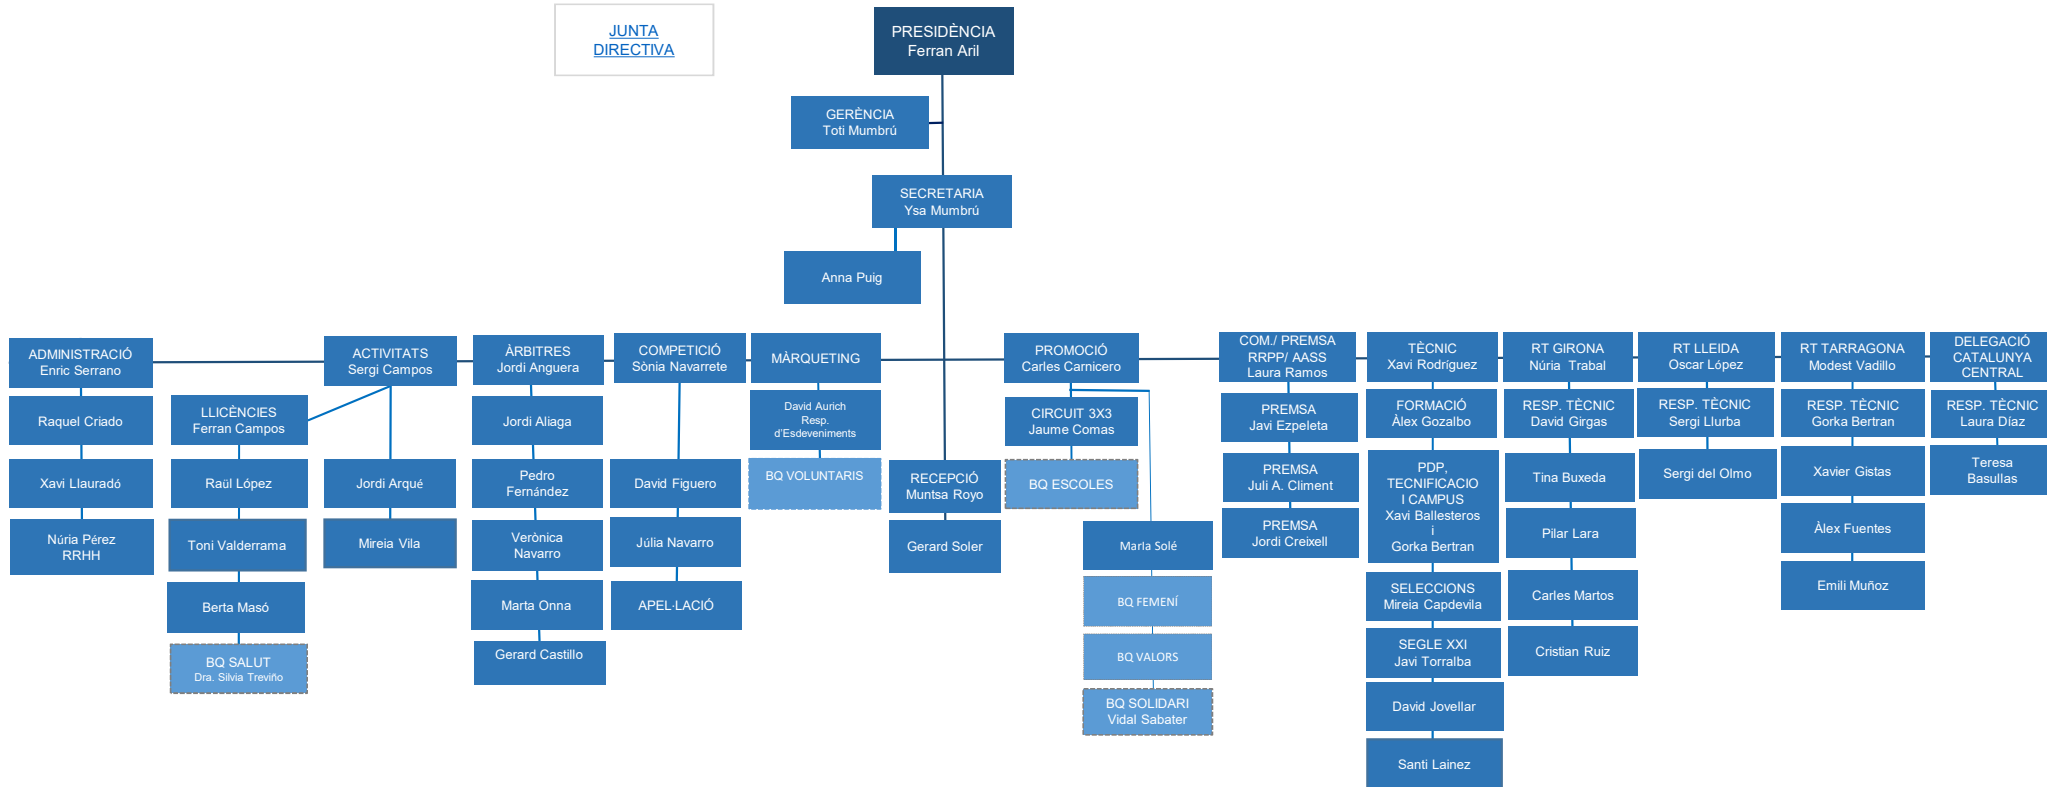 JUNTA
DIRECTIVA
PRESIDÈNCIA
Ferran Aril
GERÈNCIA
Toti Mumbrú
SECRETARIA
Ysa Mumbrú
Anna Puig
ADMINISTRACIÓ
Enric Serrano
Raquel Criado
Xavi Llauradó
Núria Pérez
RRHH
ACTIVITATS
Sergi Campos
LLICÈNCIES
Ferran Campos
Raül López
Toni Valderrama
Berta Masó
BQ SALUT
Dra. Silvia Treviño
Jordi Arqué
Mireia Vila
ÀRBITRES
Jordi Anguera
Jordi Aliaga
Pedro
Fernández
Verònica
Navarro
Marta Onna
Gerard Castillo
COMPETICIÓ
Sònia Navarrete
David Figuero
Júlia Navarro
APEL·LACIÓ
MÀRQUETING
David Aurich
Resp.
d'Esdeveniments
BQ VOLUNTARIS
RECEPCIÓ
Muntsa Royo
Gerard Soler
PROMOCIÓ
Carles Carnicero
CIRCUIT 3X3
Jaume Comas
BQ ESCOLES
Marla Solé
BQ FEMENÍ
BQ VALORS
BQ SOLIDARI
Vidal Sabater
COM./ PREMSA
RRPP/ AASS
Laura Ramos
PREMSA
Javi Ezpeleta
PREMSA
Juli A. Climent
PREMSA
Jordi Creixell
TÈCNIC
Xavi Rodríguez
FORMACIÓ
Àlex Gozalbo
PDP,
TECNIFICACIO
I CAMPUS
Xavi Ballesteros
i
Gorka Bertran
SELECCIONS
Mireia Capdevila
SEGLE XXI
Javi Torralba
David Jovellar
Santi Lainez
RT GIRONA
Núria Trabal
RESP. TÈCNIC
David Girgas
Tina Buxeda
Pilar Lara
Carles Martos
Cristian Ruiz
RT LLEIDA
Oscar López
RESP. TÈCNIC
Sergi Llurba
Sergi del Olmo
RT TARRAGONA
Modest Vadillo
RESP. TÈCNIC
Gorka Bertran
Xavier Gistas
Àlex Fuentes
Emili Muñoz
DELEGACIÓ
CATALUNYA
CENTRAL
RESP. TÈCNIC
Laura Díaz
Teresa
Basullas